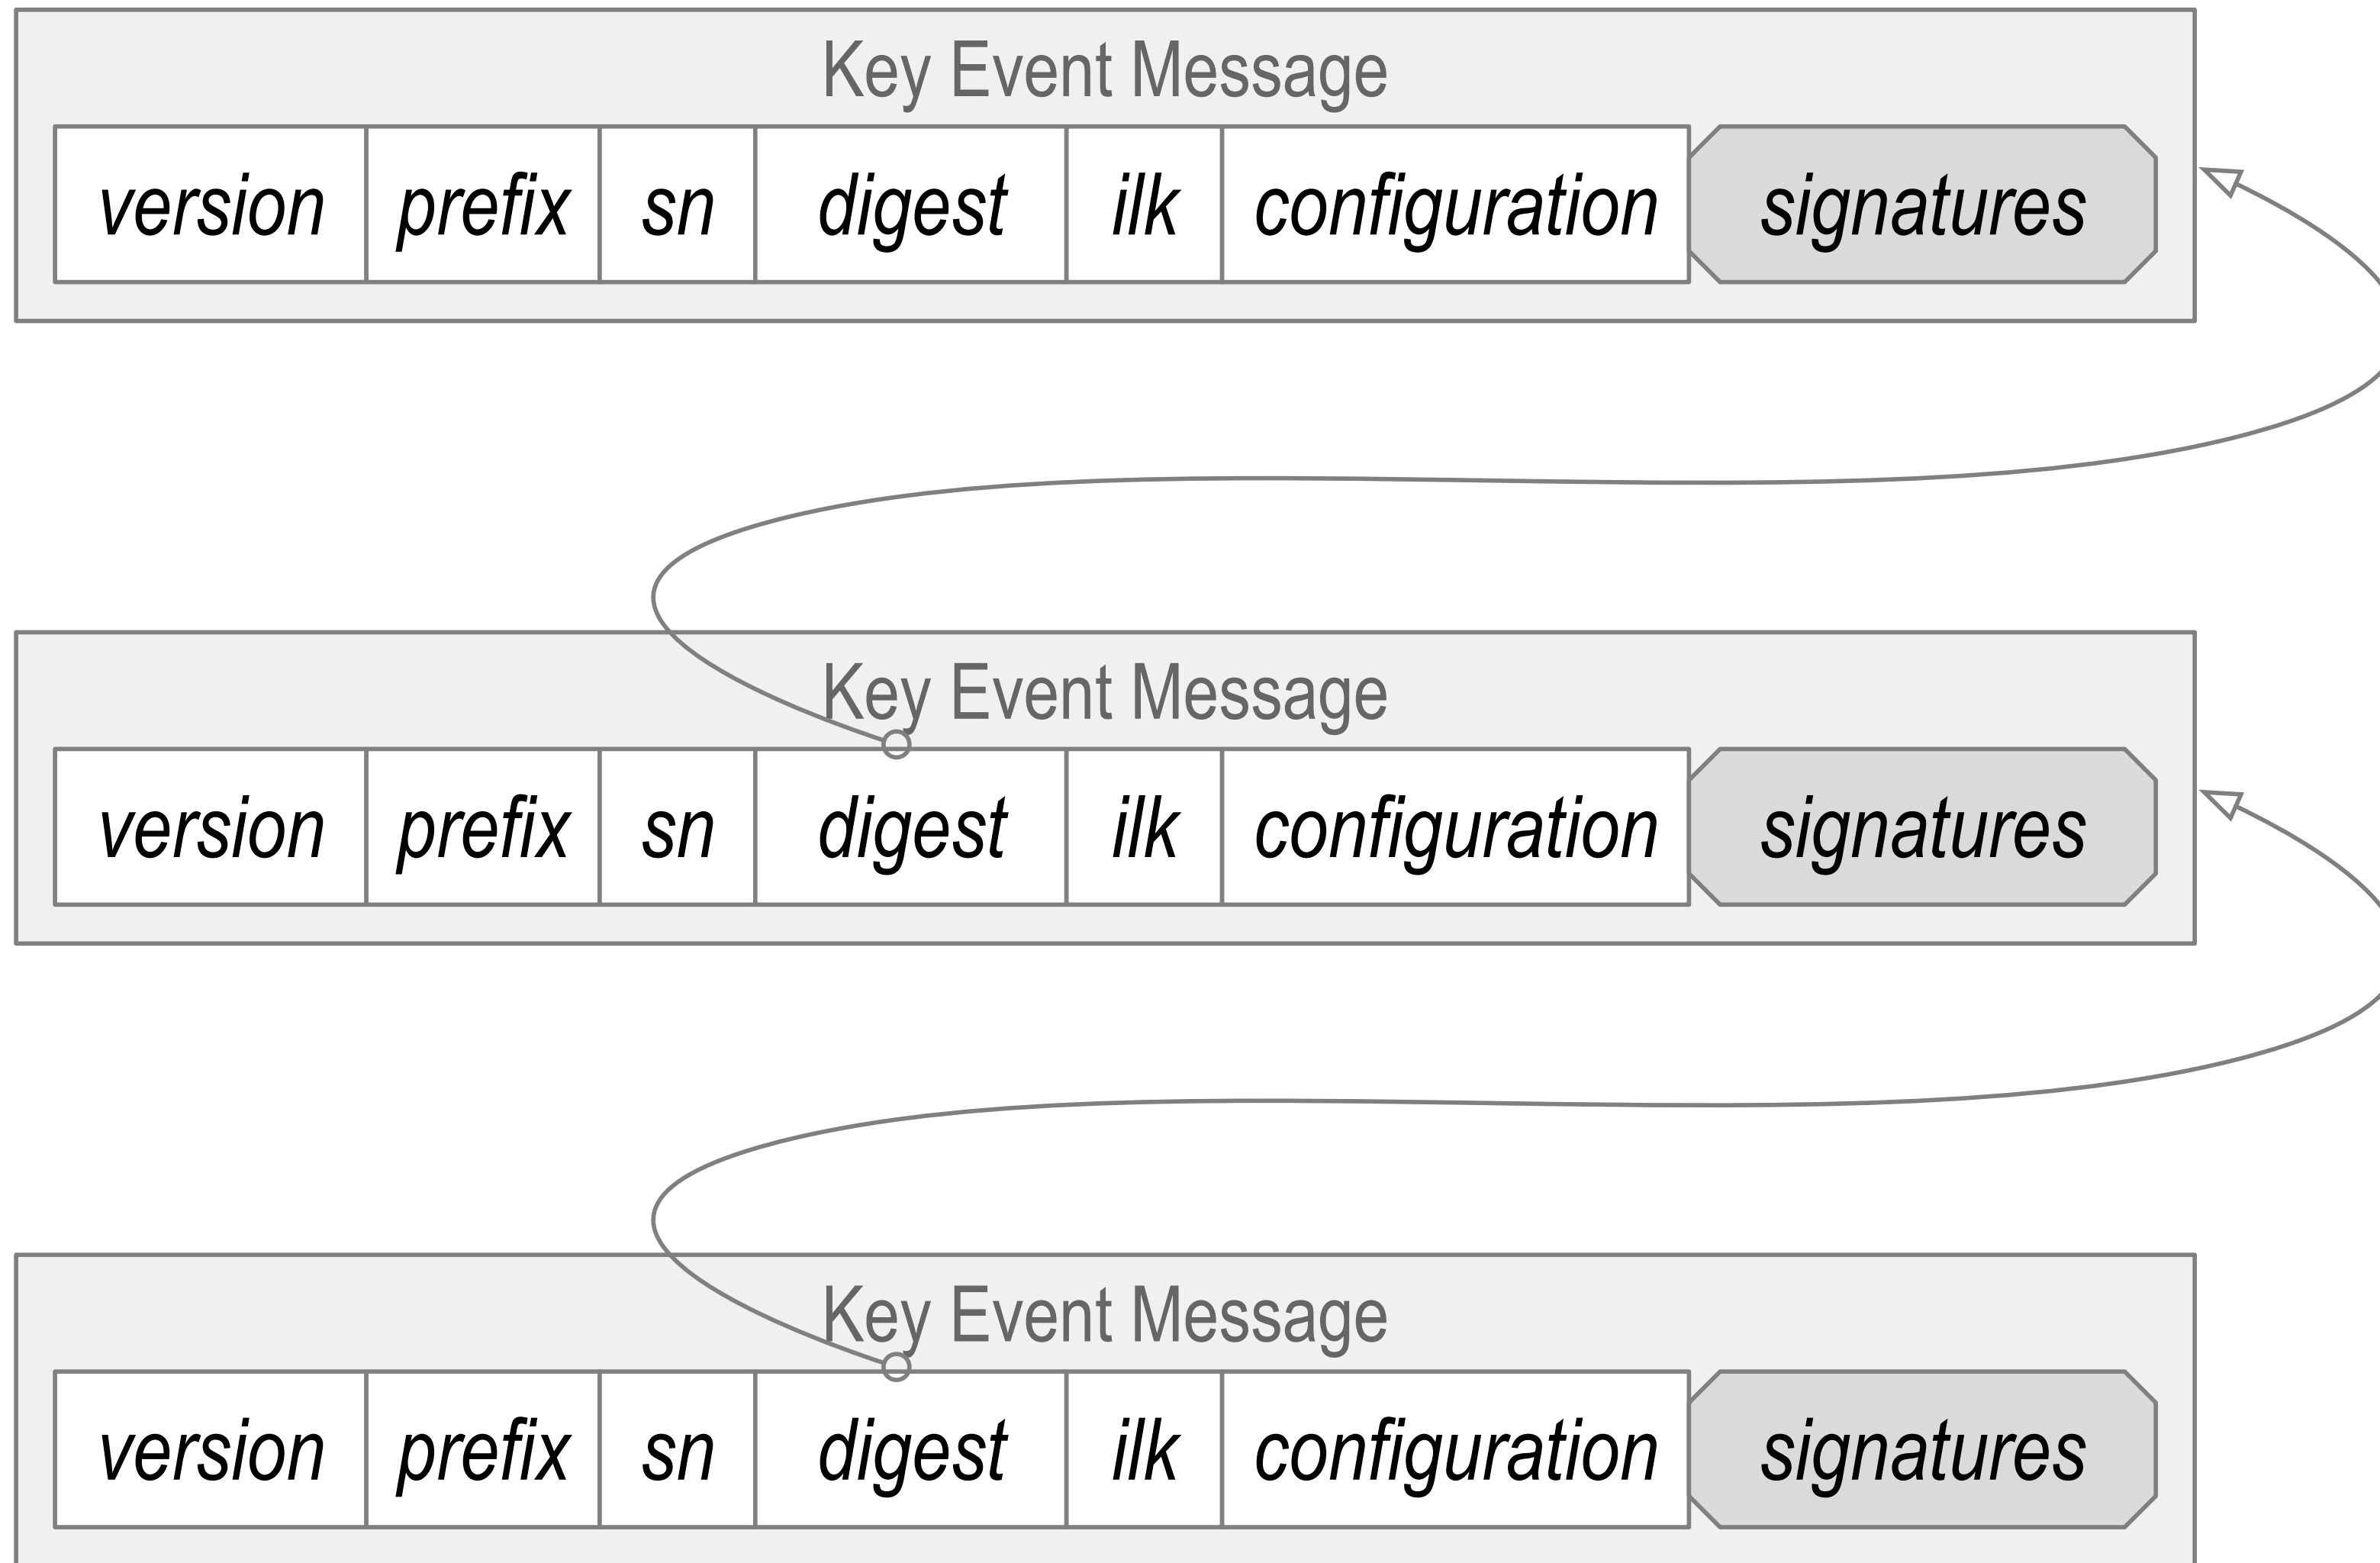 Key Event Message
version prefix sn digest ilk configuration signatures
Key Event Message
version prefix sn digest ilk configuration signatures
Key Event Message
version prefix sn digest ilk configuration signatures